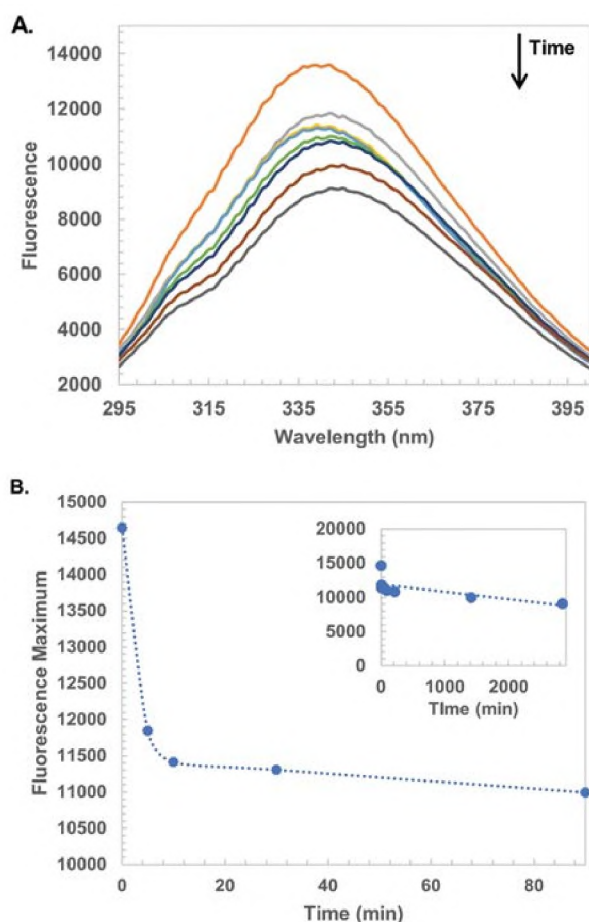 A.
Time
14000
12000
10000
8000
6000
4000
2000
Fluorescence
295 315 335 355 375 395
Wavelength (nm)
B.
15000
14500
14000
13500
13000
12500
12000
11500
11000
10500
10000
Fluorescence Maximum
20000
15000
10000
5000
0
0 1000 2000
TIme (min)
0 20 40 60 80
Time (min)